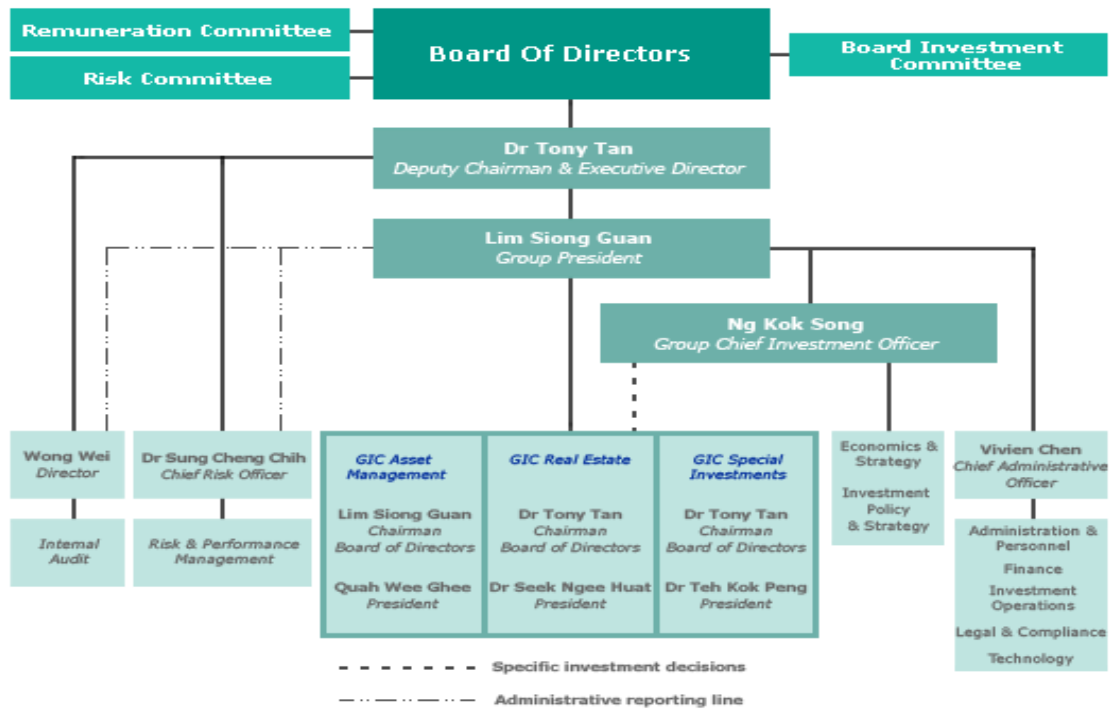 Remuneration Committee
Risk Committee
Board Of Directors
Board Investment
Committee
Dr Tony Tan
Deputy Chairman & Executive Director
Lim Siong Guan
Group President
Ng Kok Song
Group Chief Investment Officer
Wong Wei
Director
Internal
Audit
Dr Sung Cheng Chih
Chief Risk Officer
Risk & Performance
Management
GIC Asset
Management
Lim Siong Guan
Chairman
Board of Directors
Quah Wee Ghee
President
GIC Real Estate
Dr Tony Tan
Chairman
Board of Directors
Dr Seek Ngee Huat
President
GIC Special
Investments
Dr Tony Tan
Chairman
Board of Directors
Dr Teh Kok Peng
President
Economics &
Strategy
Investment
Policy
& Strategy
Vivien Chen
Chief Administrative
Officer
Administration &
Personnel
Finance
Investment
Operations
Legal & Compliance
Technology
Specific investment decisions
Administrative reporting line